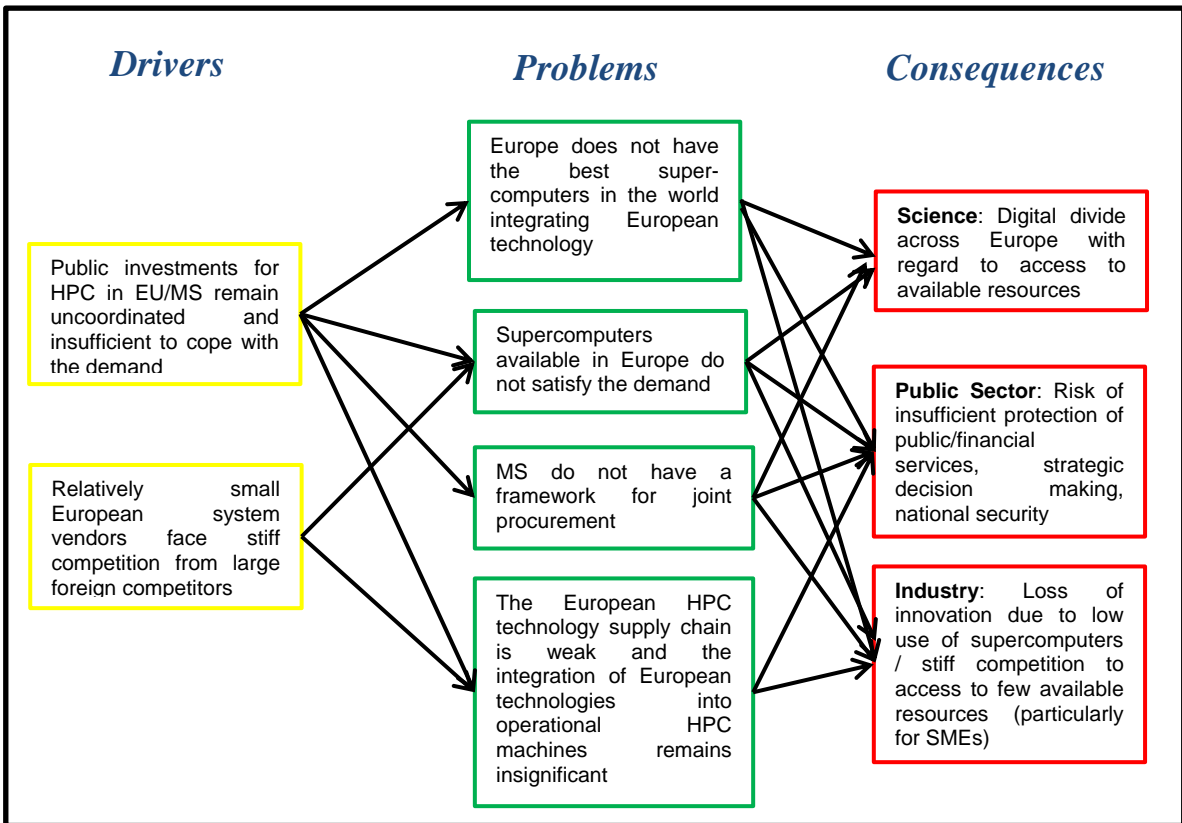 Drivers
Problems
Consequences
Public investments for
HPC in EU/MS remain
uncoordinated and
insufficient to cope with
the demand
Relatively small
European system
vendors face stiff
competition from large
foreign competitors
Europe does not have
the best super-
computers in the world
integrating European
technology
Supercomputers
available in Europe do
not satisfy the demand
MS do not have a
framework for joint
procurement
The European HPC
technology supply chain
is weak and the
integration of European
technologies into
operational HPC
machines remains
insignificant
Science: Digital divide
across Europe with
regard to access to
available resources
Public Sector: Risk of
insufficient protection of
public/financial
services, strategic
decision making,
national security
Industry: Loss of
innovation due to low
use of supercomputers
/ stiff competition to
access to few available
resources (particularly
for SMEs)